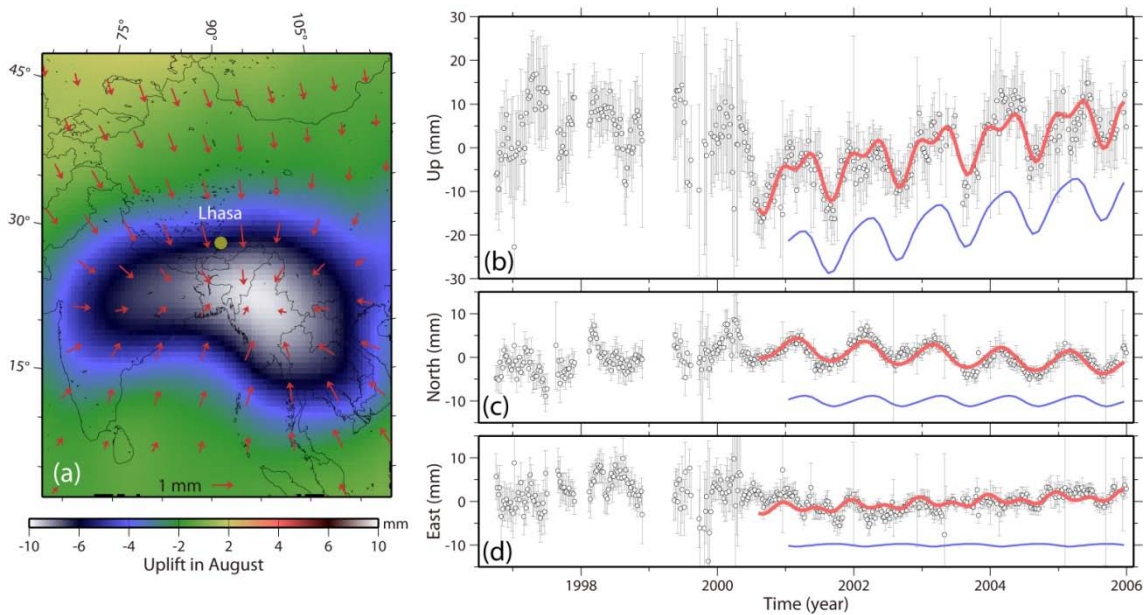 75°
90°
105°
45°
30°
15°
Lhasa
(a)
1 mm
mm
-10 -6 -4 -2 2 4 6 10
Uplift in August
30
20
10
0
-10
-20
-30
Up (mm)
(b)
10
0
-10
North (mm)
(c)
10
0
-10
East (mm)
(d)
1998 2000 2002 2004 2006
Time (year)